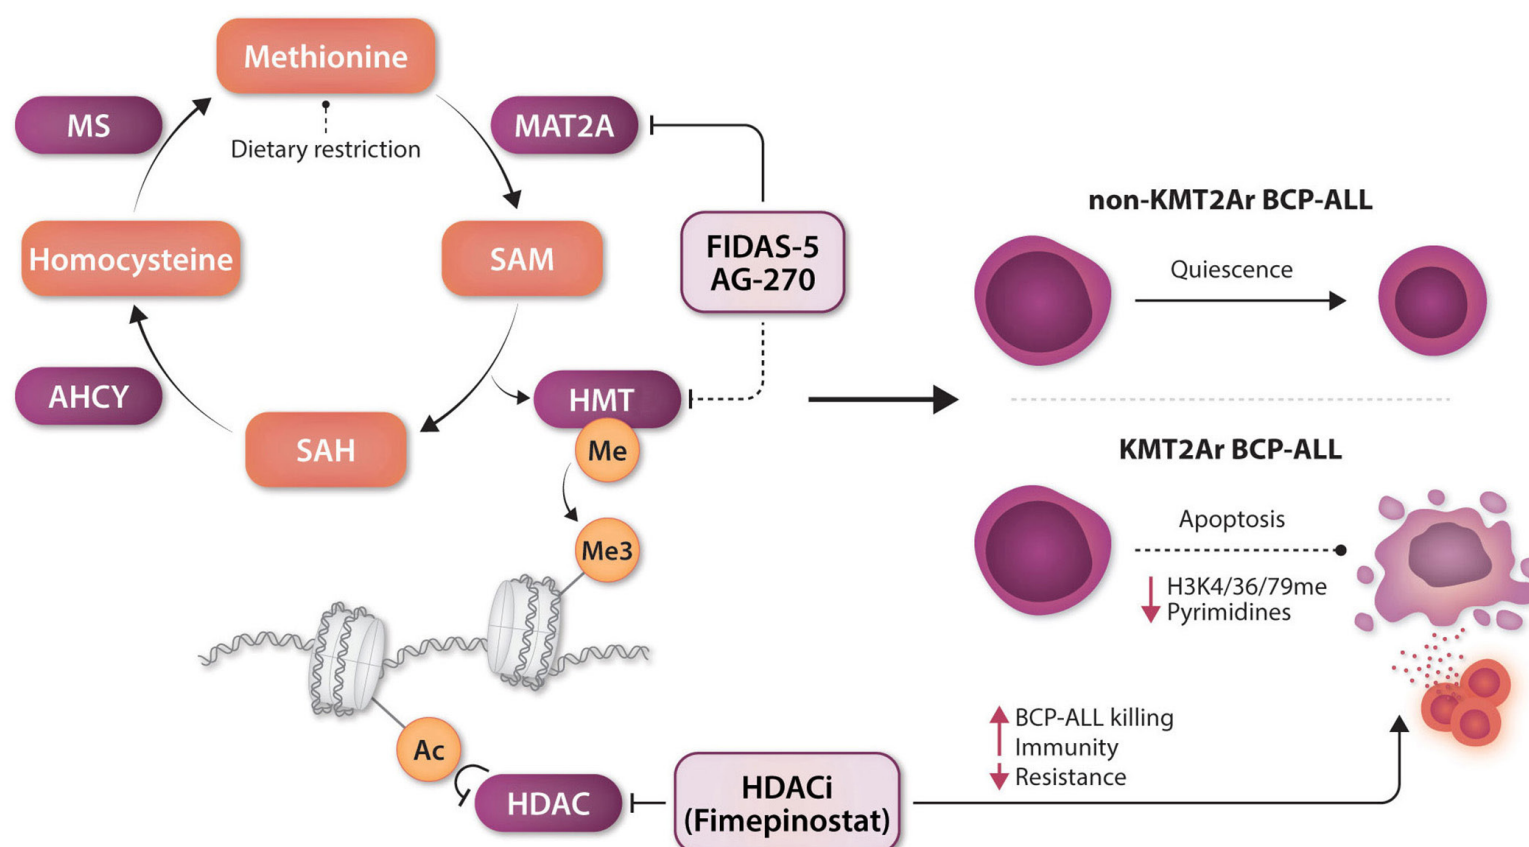 Methionine
MS
MAT2A
Dietary restriction
Homocysteine
SAM
FIDAS-5
AG-270
AHCY
HMT
SAH
Me
Me3
Ac
HDAC
HDACi
(Fimepinostat)
non-KMT2Ar BCP-ALL
Quiescence
KMT2Ar BCP-ALL
Apoptosis
H3K4/36/79me
Pyrimidines
BCP-ALL killing
Immunity
Resistance